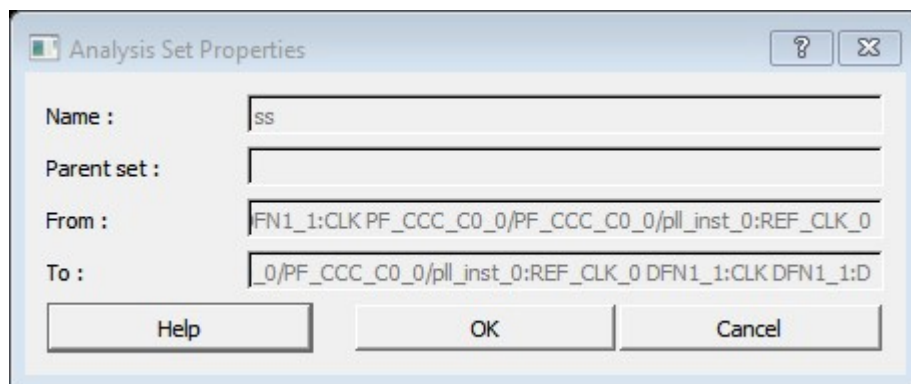 Analysis Set Properties
Name : ss
Parent set :
From : FN1_1:CLK PF_CCC_C0_0/PF_CCC_C0_0/pll_inst_0:REF_CLK_0
To : _0/PF_CCC_C0_0/pll_inst_0:REF_CLK_0 DFN1_1:CLK DFN1_1:D
Help OK Cancel